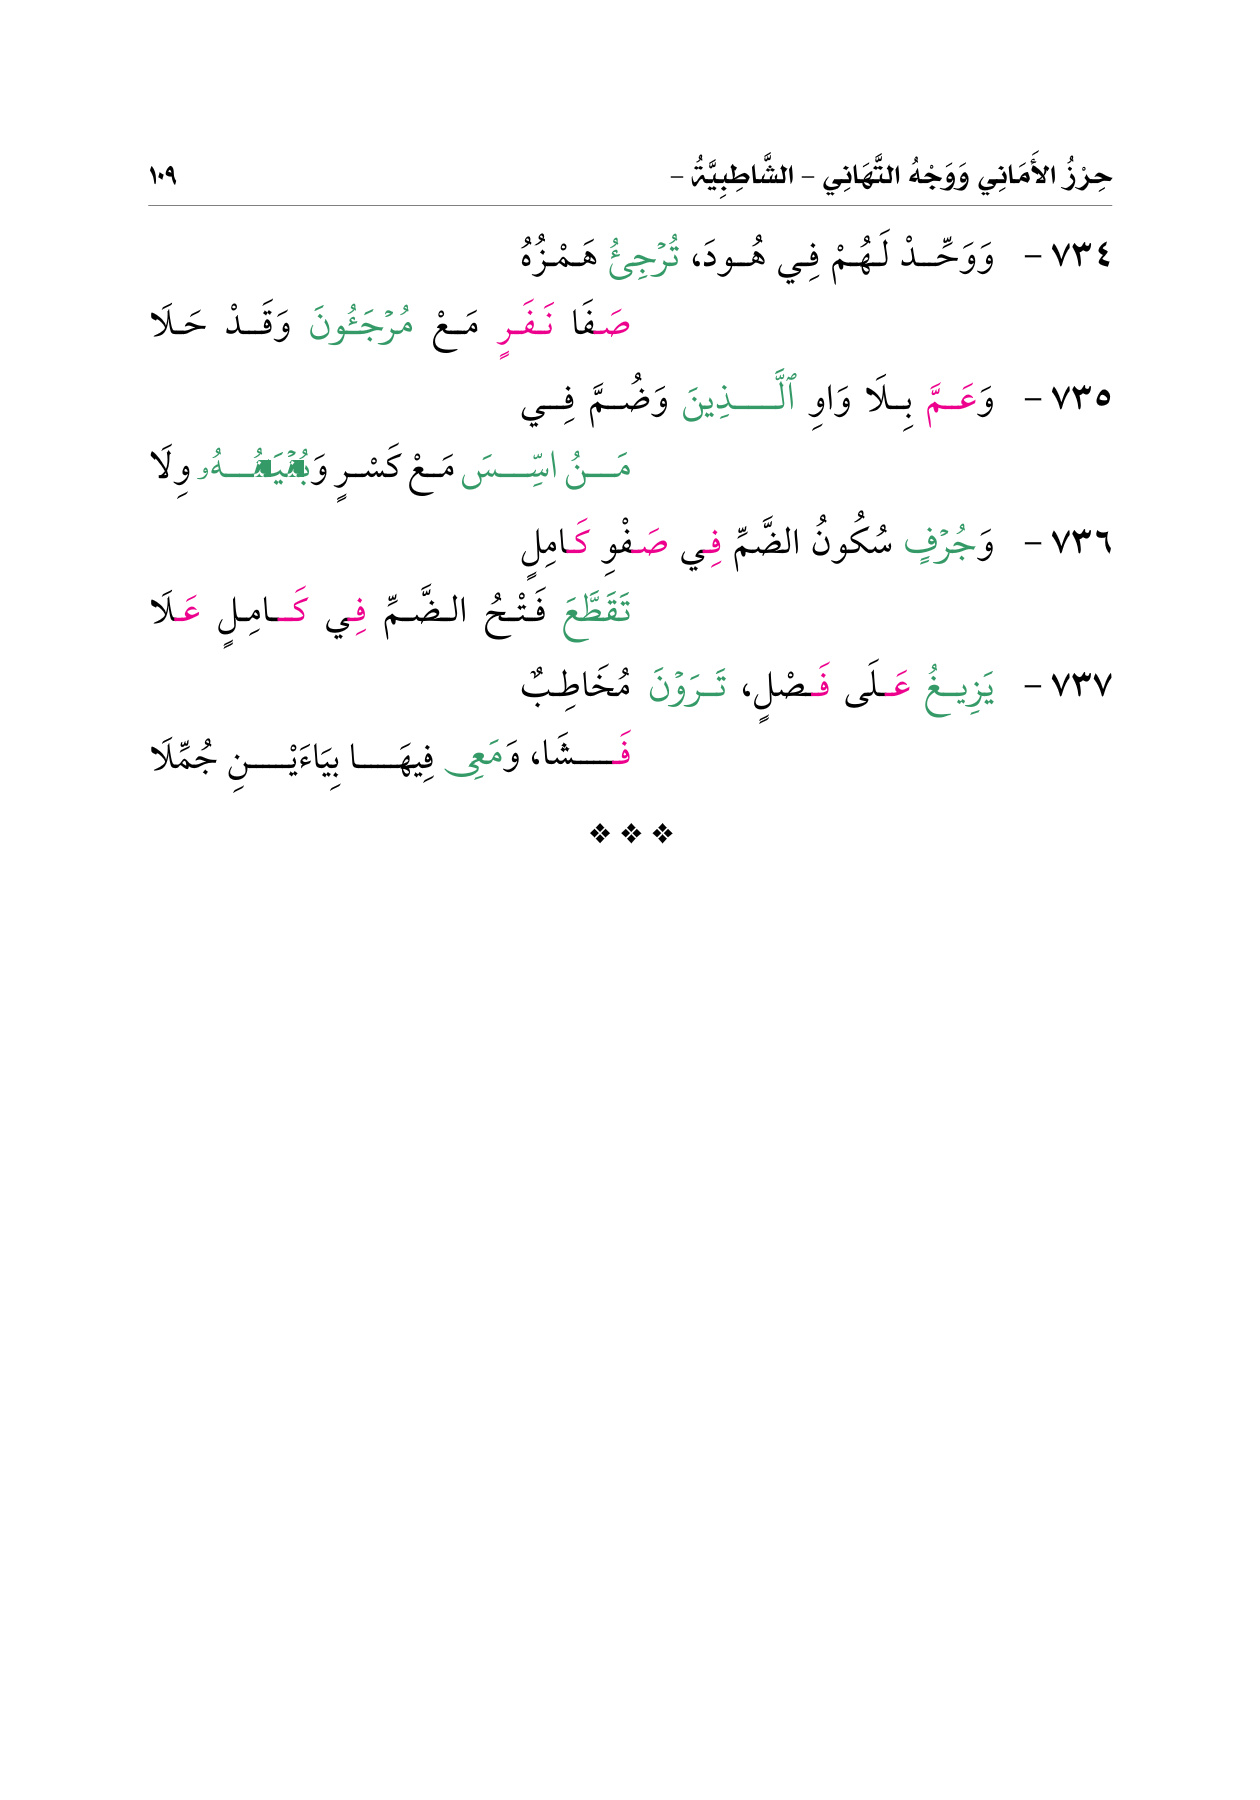 حِرْزُ الأَمَانِي وَوَجْهُ التَّهَانِي – الشَّاطِبِيَّةُ – ١٠٩
٧٣٤ – وَوَحِّدْ لَهُمْ فِي هُودَ، تُرْجِئُ هَمْزُهُ
صَفَا نَفَرٍ مَعْ مُرْجَئُونَ وَقَدْ حَلَا
٧٣٥ – وَعَمَّ بِلَا وَاوِ ٱلَّذِينَ وَضُمَّ فِي
مَنُ اسِّسَ مَعْ كَسْرٍ وَبُنْيَـٰنُهُۥ وِلَا
٧٣٦ – وَجُرْفٍ سُكُونُ الضَّمِّ فِي صَفْوِ كَامِلٍ
تَقَطَّعَ فَتْحُ الضَّمِّ فِي كَامِلٍ عَلَا
٧٣٧ – يَزِيغُ عَلَى فَصْلٍ، تَرَوْنَ مُخَاطِبٌ
فَشَا، وَمَعِى فِيهَا بِيَاءَيْنِ جُمِّلَا